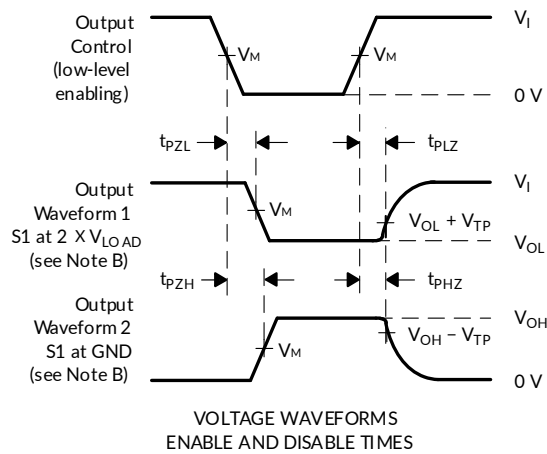 Output
Control
(low-level
enabling)
V_M
V_M
V_I
0 V
t_PZL
t_PLZ
Output
Waveform 1
S1 at 2 X V_LOAD
(see Note B)
V_M
V_I
V_OL + V_TP
V_OL
t_PZH
t_PHZ
Output
Waveform 2
S1 at GND
(see Note B)
V_M
V_OH
V_OH – V_TP
0 V
VOLTAGE WAVEFORMS
ENABLE AND DISABLE TIMES